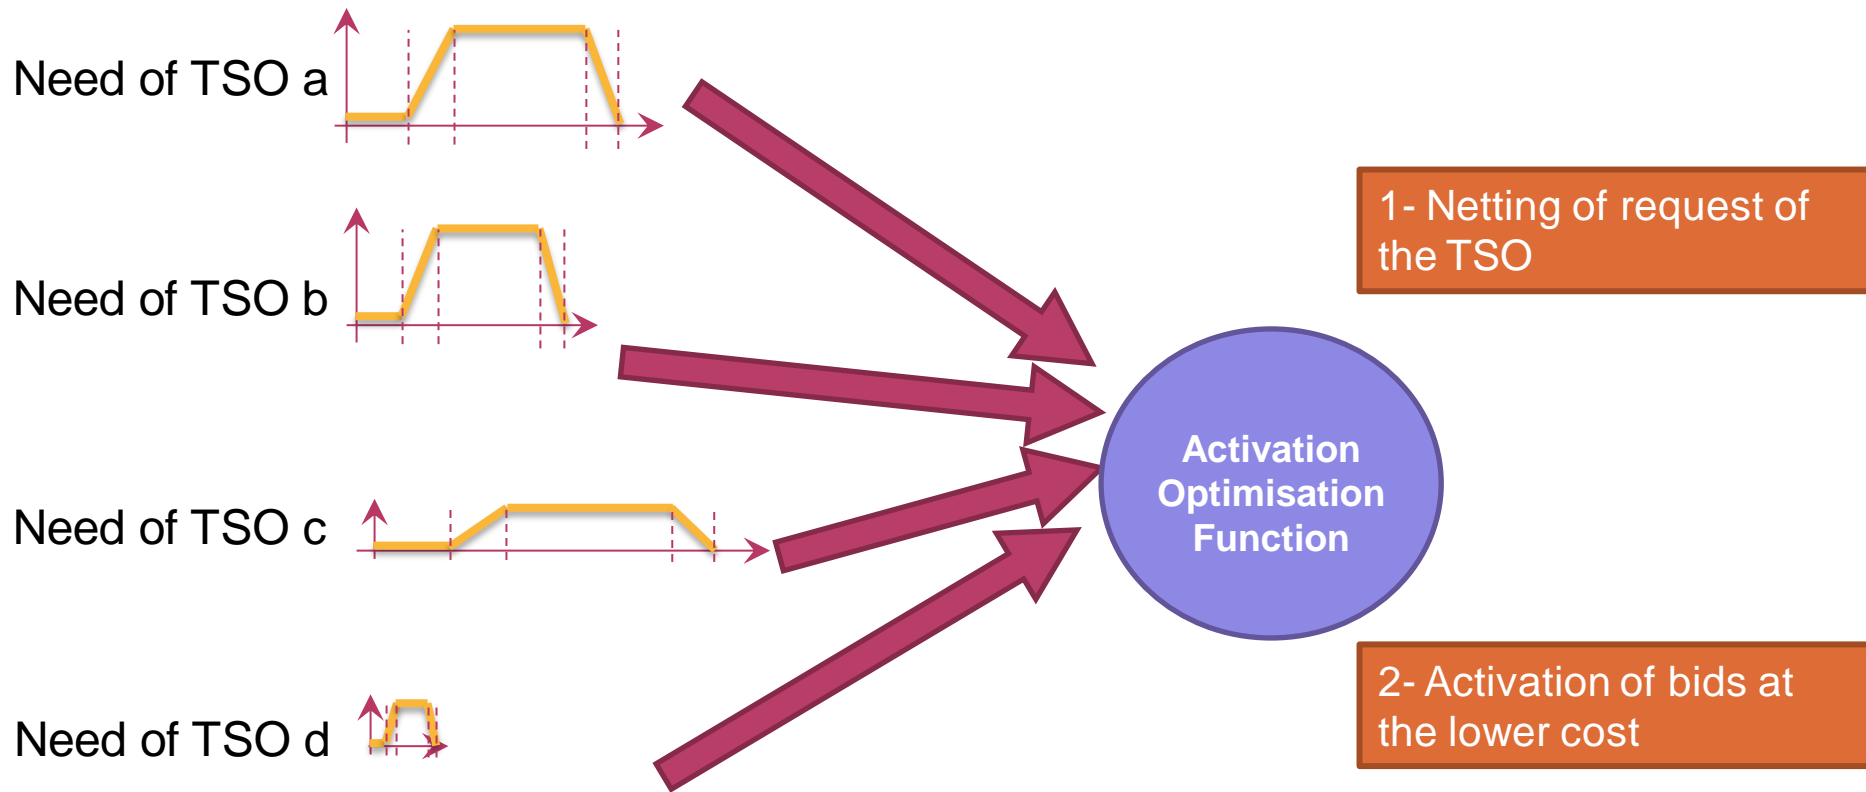 Need of TSO a
1- Netting of request of
the TSO
Need of TSO b
Activation
Optimisation
Function
Need of TSO c
2- Activation of bids at
the lower cost
Need of TSO d